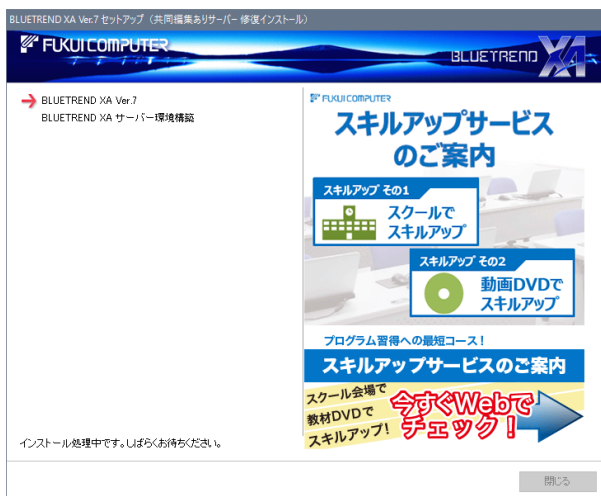 BLUETREND XA Ver.7 セットアップ（共同編集ありサーバー 修復インストール）
FUKUI COMPUTER
BLUETREND XA
BLUETREND XA Ver.7
BLUETREND XA サーバー環境構築
FUKUI COMPUTER
スキルアップサービス
のご案内
スキルアップ その1
スクールで
スキルアップ
スキルアップ その2
動画DVDで
スキルアップ
プログラム習得への最短コース！
スキルアップサービスのご案内
スクール会場で
教材DVDで
スキルアップ!
今すぐWebで
チェック！
インストール処理中です。しばらくお待ちください。
閉じる